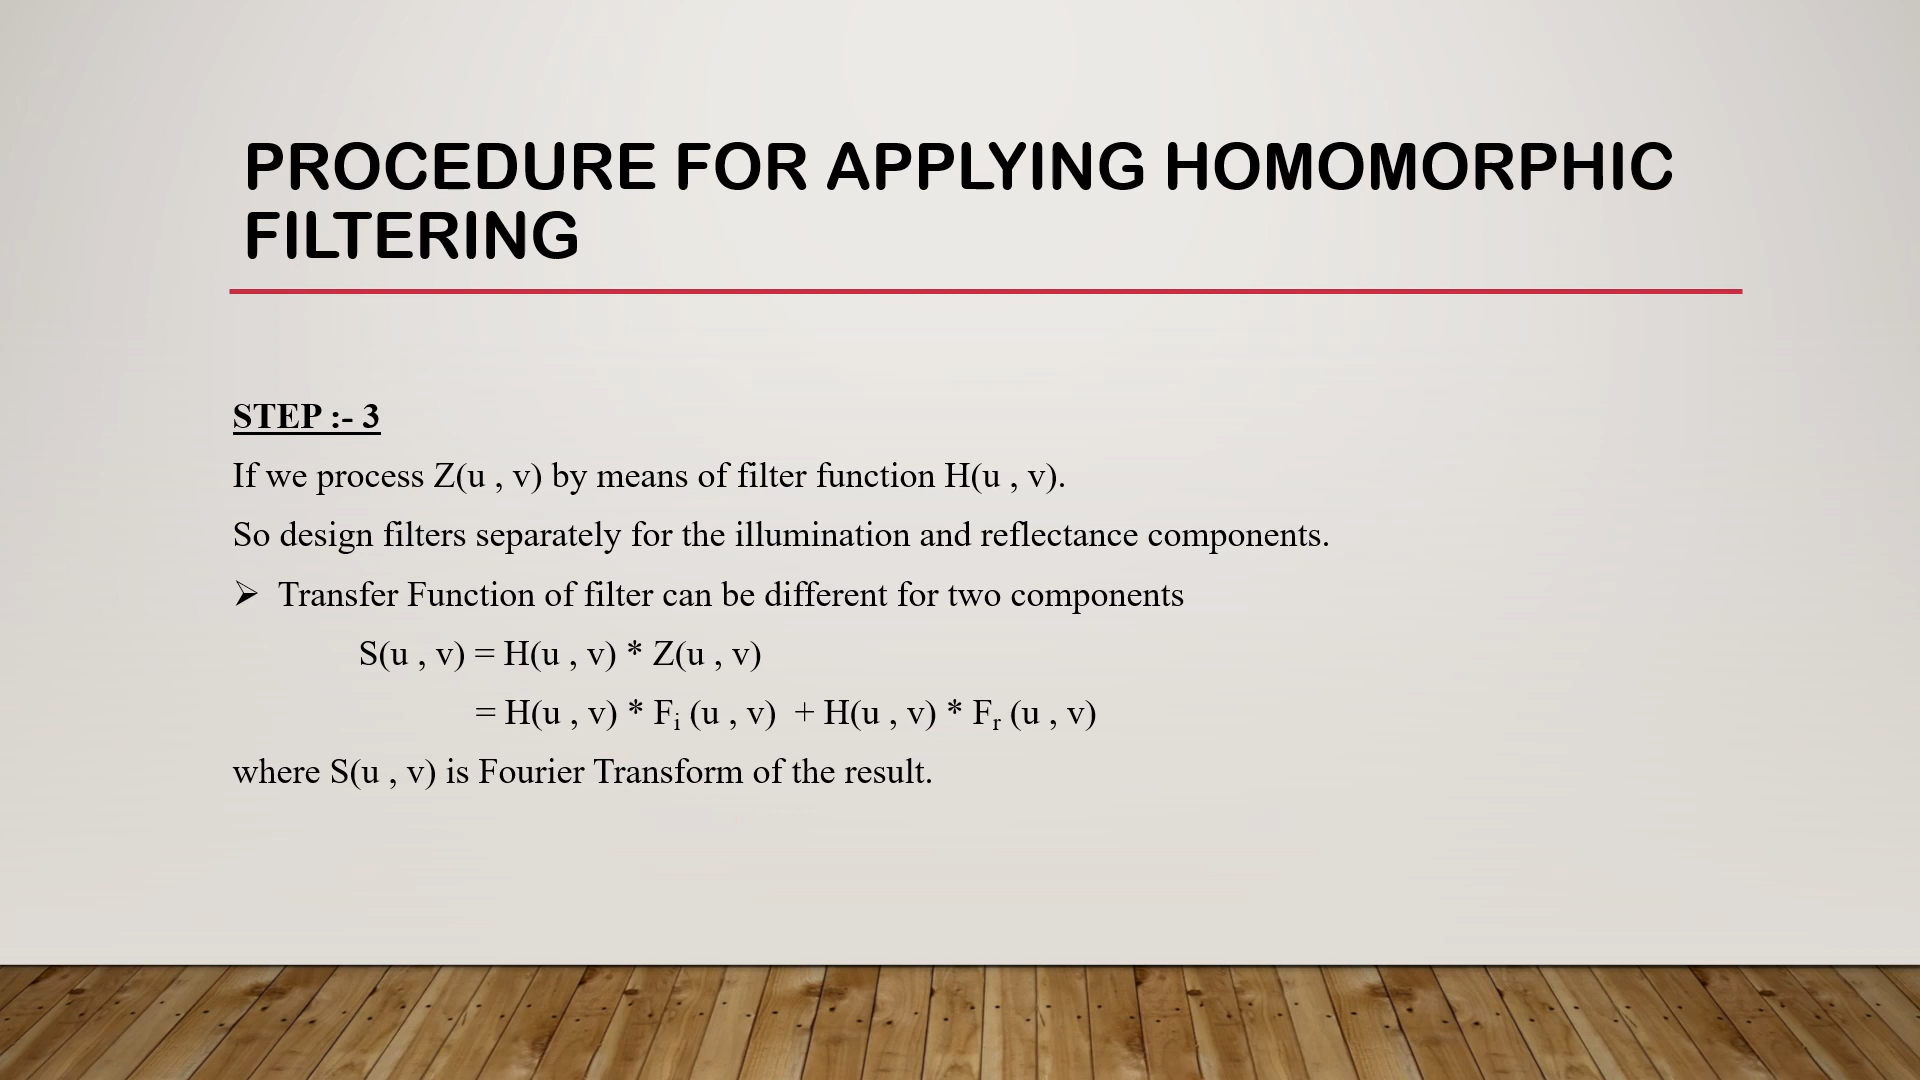 PROCEDURE FOR APPLYING HOMOMORPHIC
FILTERING
STEP :- 3
If we process Z(u , v) by means of filter function H(u , v).
So design filters separately for the illumination and reflectance components.
➢ Transfer Function of filter can be different for two components
S(u , v) = H(u , v) * Z(u , v)
= H(u , v) * Fᵢ (u , v) + H(u , v) * Fᵣ (u , v)
where S(u , v) is Fourier Transform of the result.